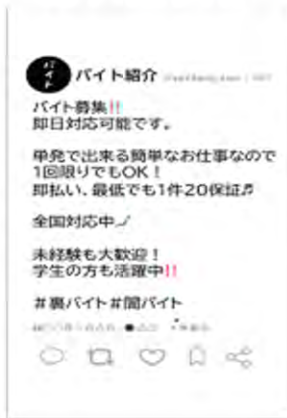 バイト
バイト紹介
バイト募集!!
即日対応可能です。
単発で出来る簡単なお仕事なので
1回限りでもOK！
即払い、最低でも1件20保証♬
全国対応中
未経験も大歓迎！
学生の方も活躍中!!
#裏バイト#闇バイト